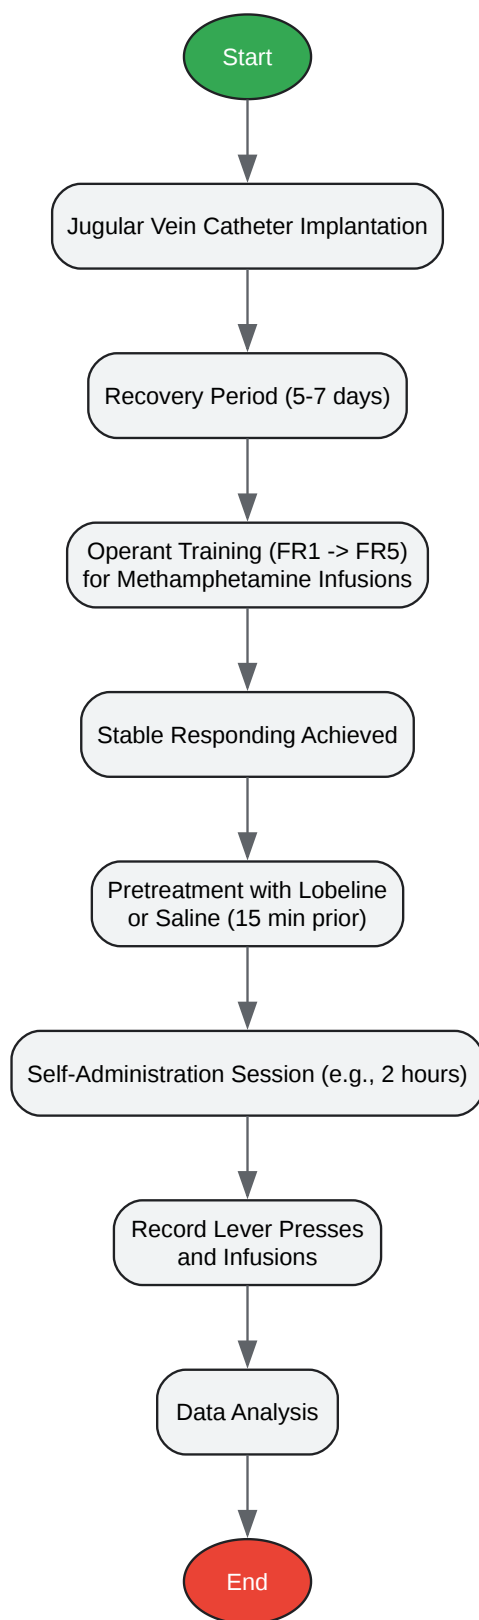 Start
Jugular Vein Catheter Implantation
Recovery Period (5-7 days)
Operant Training (FR1 -> FR5)
for Methamphetamine Infusions
Stable Responding Achieved
Pretreatment with Lobeline
or Saline (15 min prior)
Self-Administration Session (e.g., 2 hours)
Record Lever Presses
and Infusions
Data Analysis
End